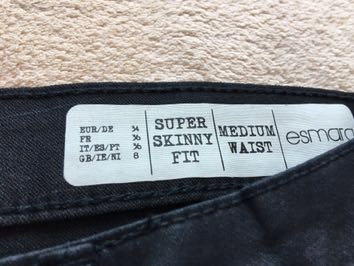 EUR/DE 34
FR 36
IT/ES/PT 36
GB/IE/NI 8
SUPER
SKINNY
FIT
MEDIUM
WAIST
esmara